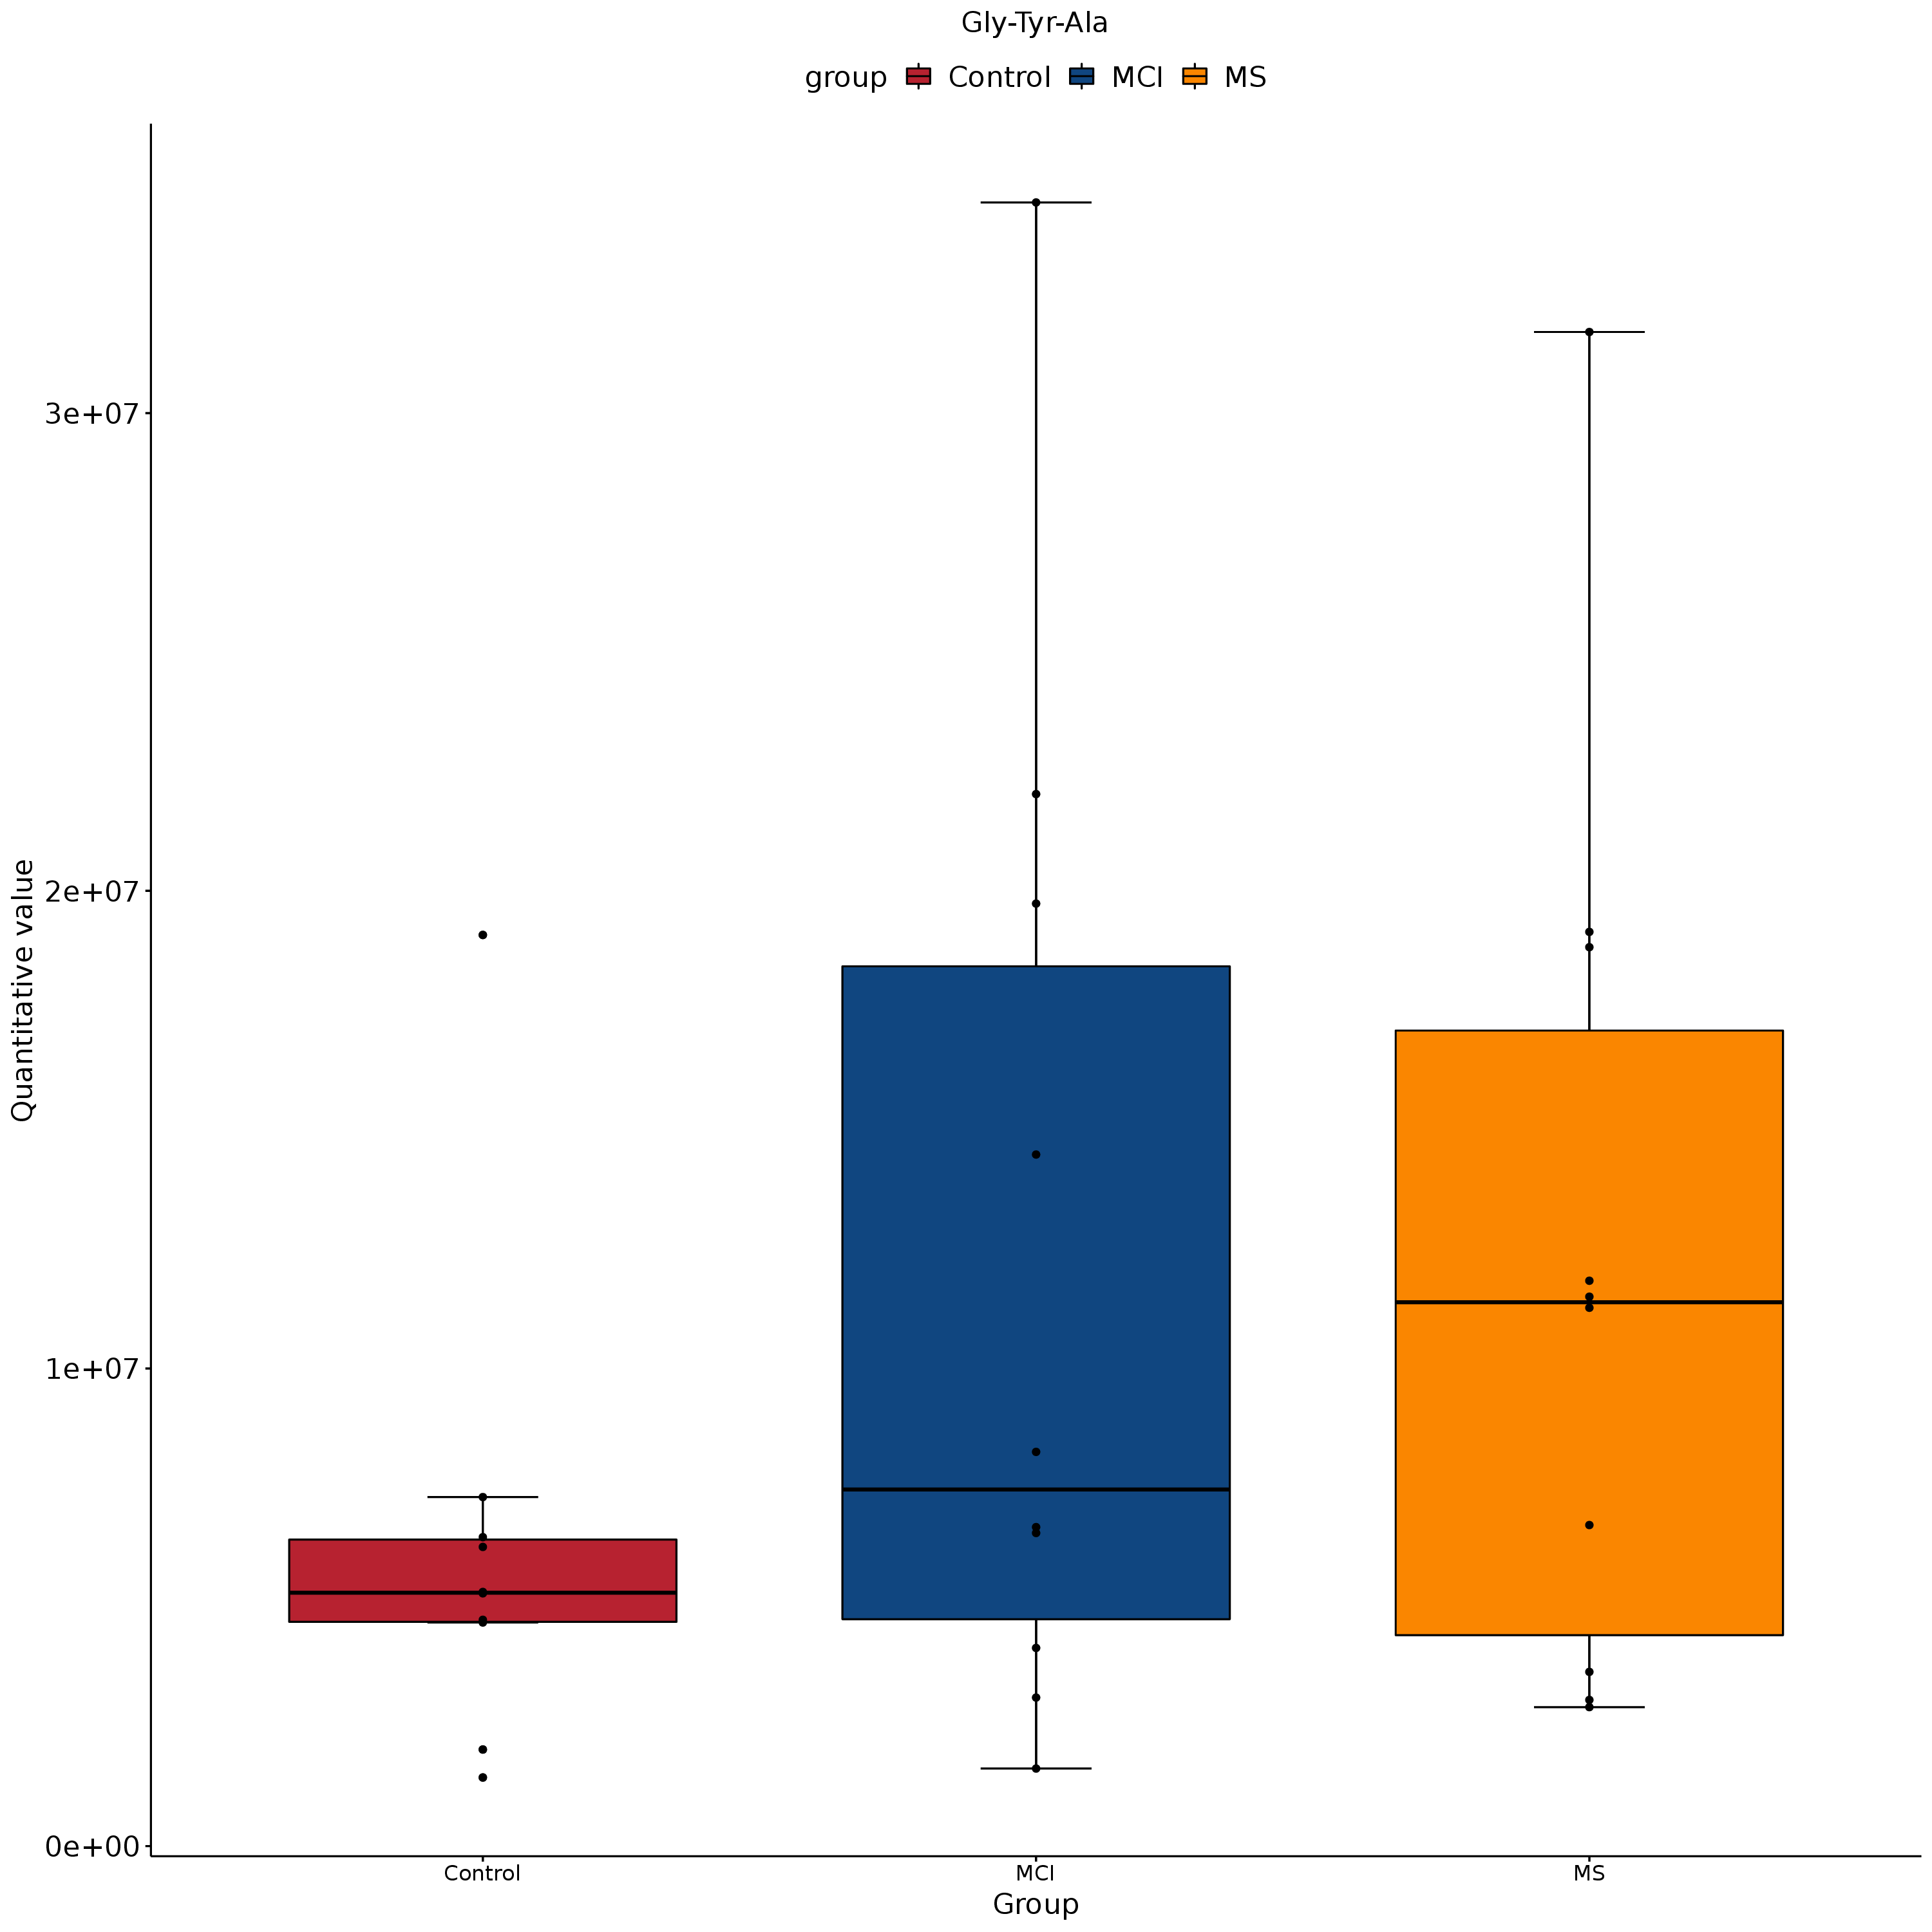 Gly-Tyr-Ala
group Control MCI MS
3e+07
2e+07
1e+07
0e+00
Quantitative value
Control MCI MS
Group